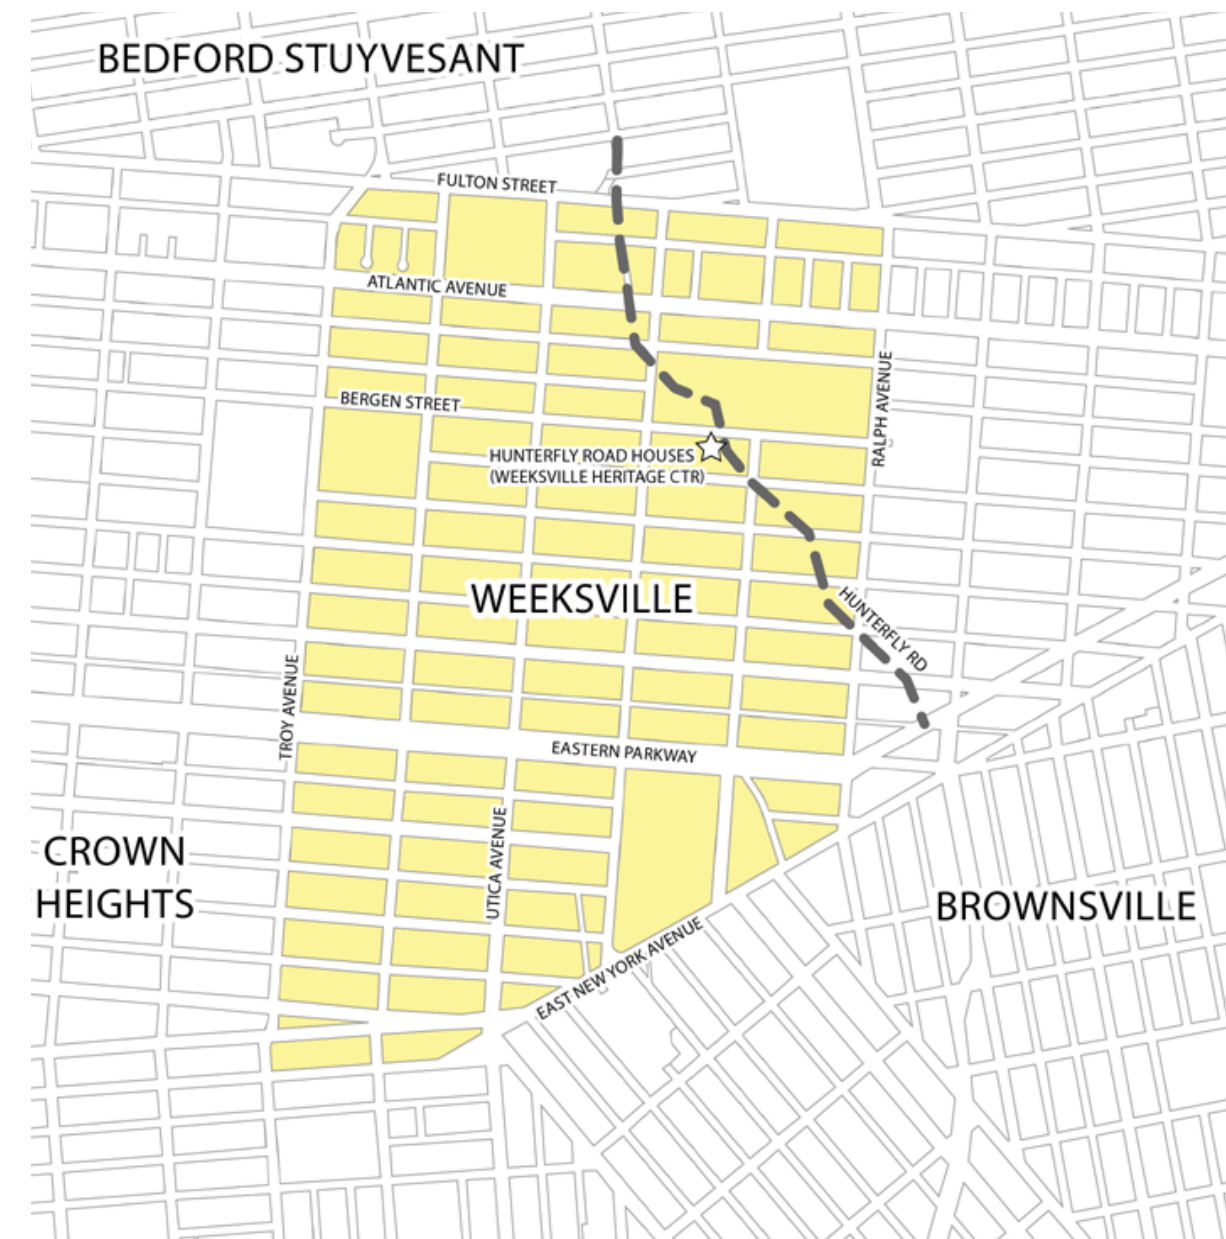 BEDFORD STUYVESANT
FULTON STREET
ATLANTIC AVENUE
RALPH AVENUE
BERGEN STREET
HUNTERFLY ROAD HOUSES
(WEEKSVILLE HERITAGE CTR)
WEEKSVILLE
HUNTERFLY RD
TROY AVENUE
EASTERN PARKWAY
UTICA AVENUE
CROWN
HEIGHTS
BROWNSVILLE
EAST NEW YORK AVENUE